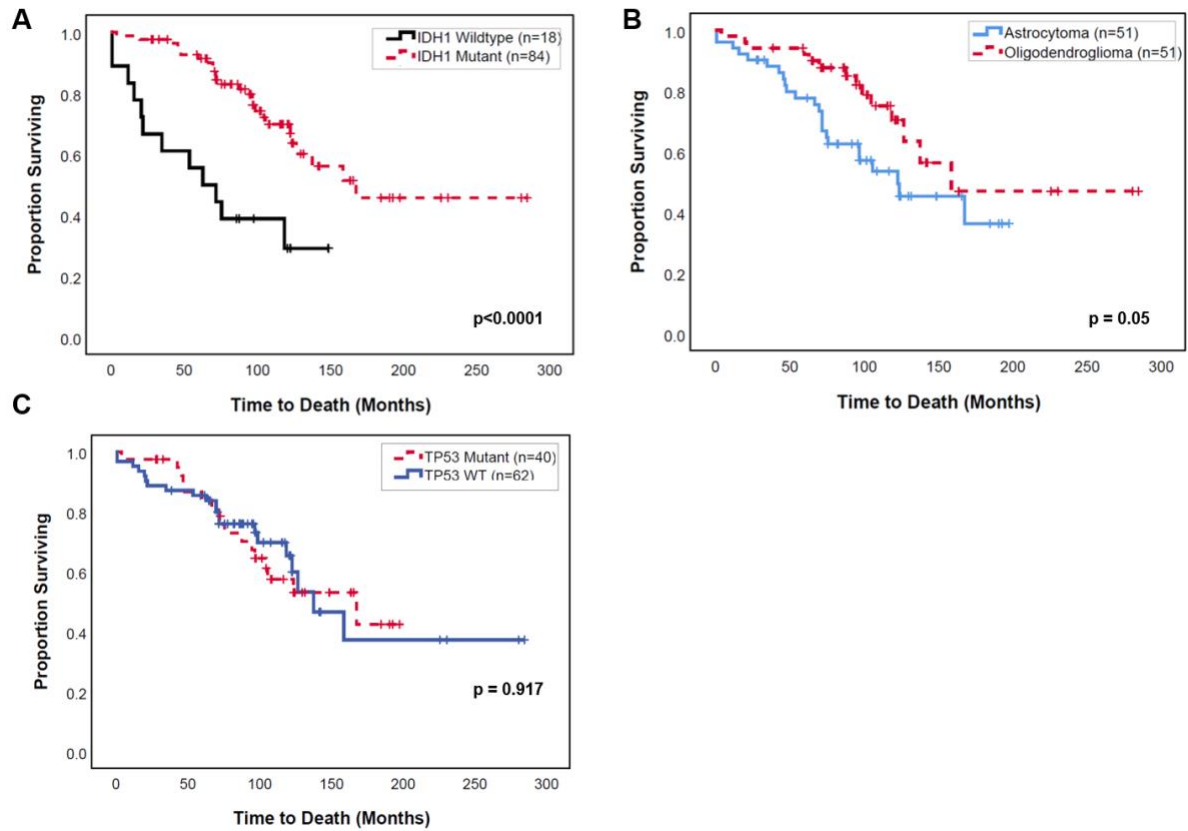 A
IDH1 Wildtype (n=18)
IDH1 Mutant (n=84)
1.0
0.8
0.6
0.4
0.2
0.0
Proportion Surviving
p<0.0001
0 50 100 150 200 250 300
Time to Death (Months)
B
Astrocytoma (n=51)
Oligodendroglioma (n=51)
1.0
0.8
0.6
0.4
0.2
0.0
Proportion Surviving
p = 0.05
0 50 100 150 200 250 300
Time to Death (Months)
C
TP53 Mutant (n=40)
TP53 WT (n=62)
1.0
0.8
0.6
0.4
0.2
0.0
Proportion Surviving
p = 0.917
0 50 100 150 200 250 300
Time to Death (Months)